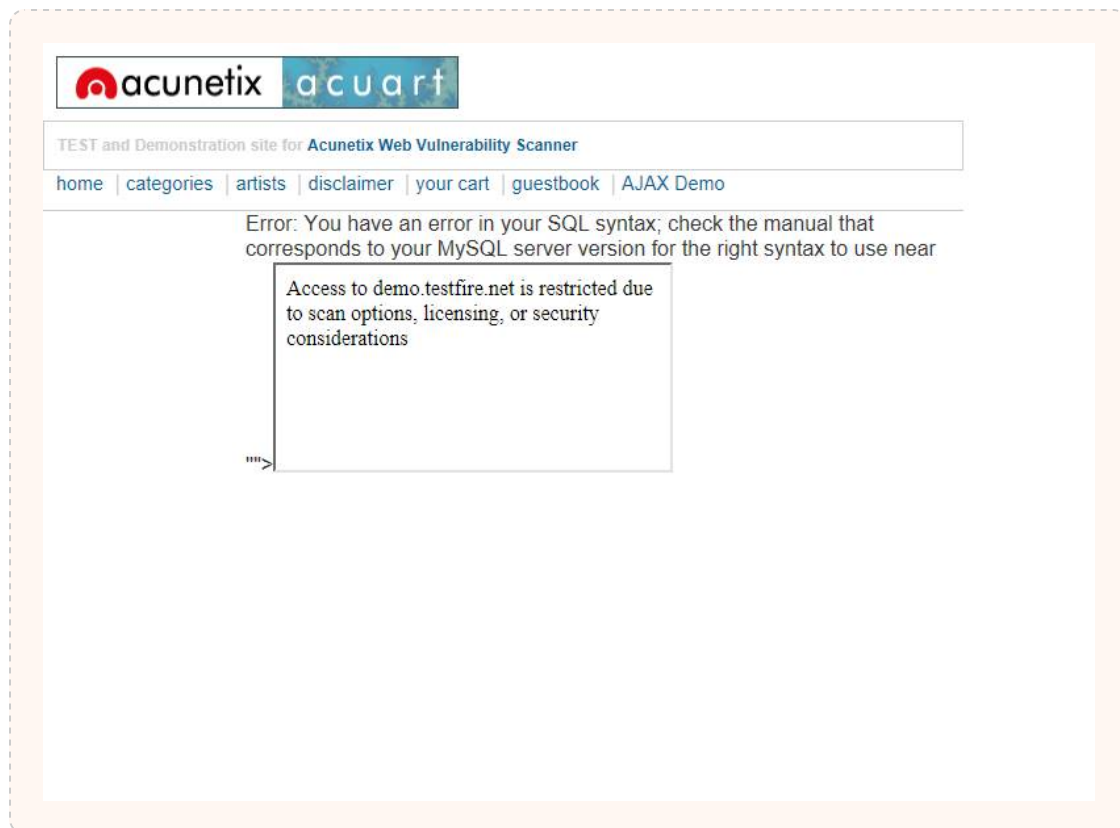 acunetix acuart
TEST and Demonstration site for Acunetix Web Vulnerability Scanner
home | categories | artists | disclaimer | your cart | guestbook | AJAX Demo
Error: You have an error in your SQL syntax; check the manual that
corresponds to your MySQL server version for the right syntax to use near
Access to demo.testfire.net is restricted due
to scan options, licensing, or security
considerations
"">